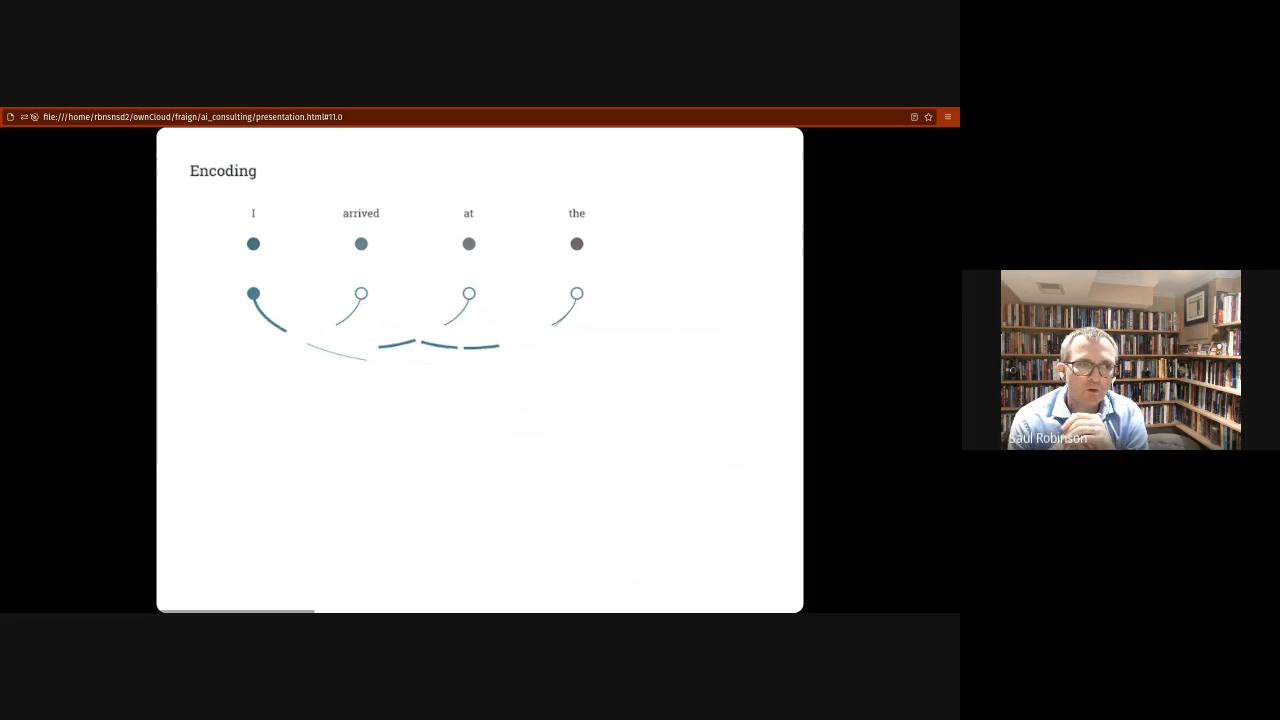 file:///home/rbnsnsd2/ownCloud/fraign/ai_consulting/presentation.html#11.0
Encoding
I arrived at the
Saul Robinson